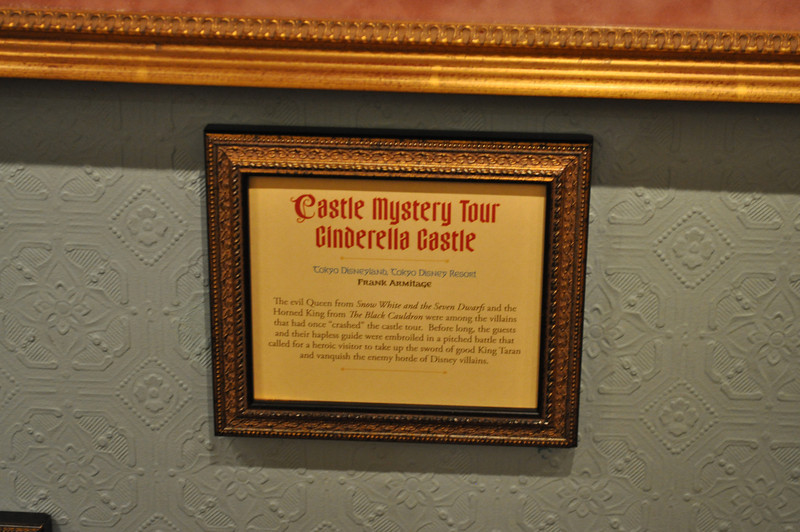 Castle Mystery Tour
Cinderella Castle
Tokyo Disneyland, Tokyo Disney Resort
Frank Armitage
The evil Queen from Snow White and the Seven Dwarfs and the
Horned King from The Black Cauldron were among the villains
that had once “crashed” the castle tour. Before long, the guests
and their hapless guide were embroiled in a pitched battle that
called for a heroic visitor to take up the sword of good King Taran
and vanquish the enemy horde of Disney villains.